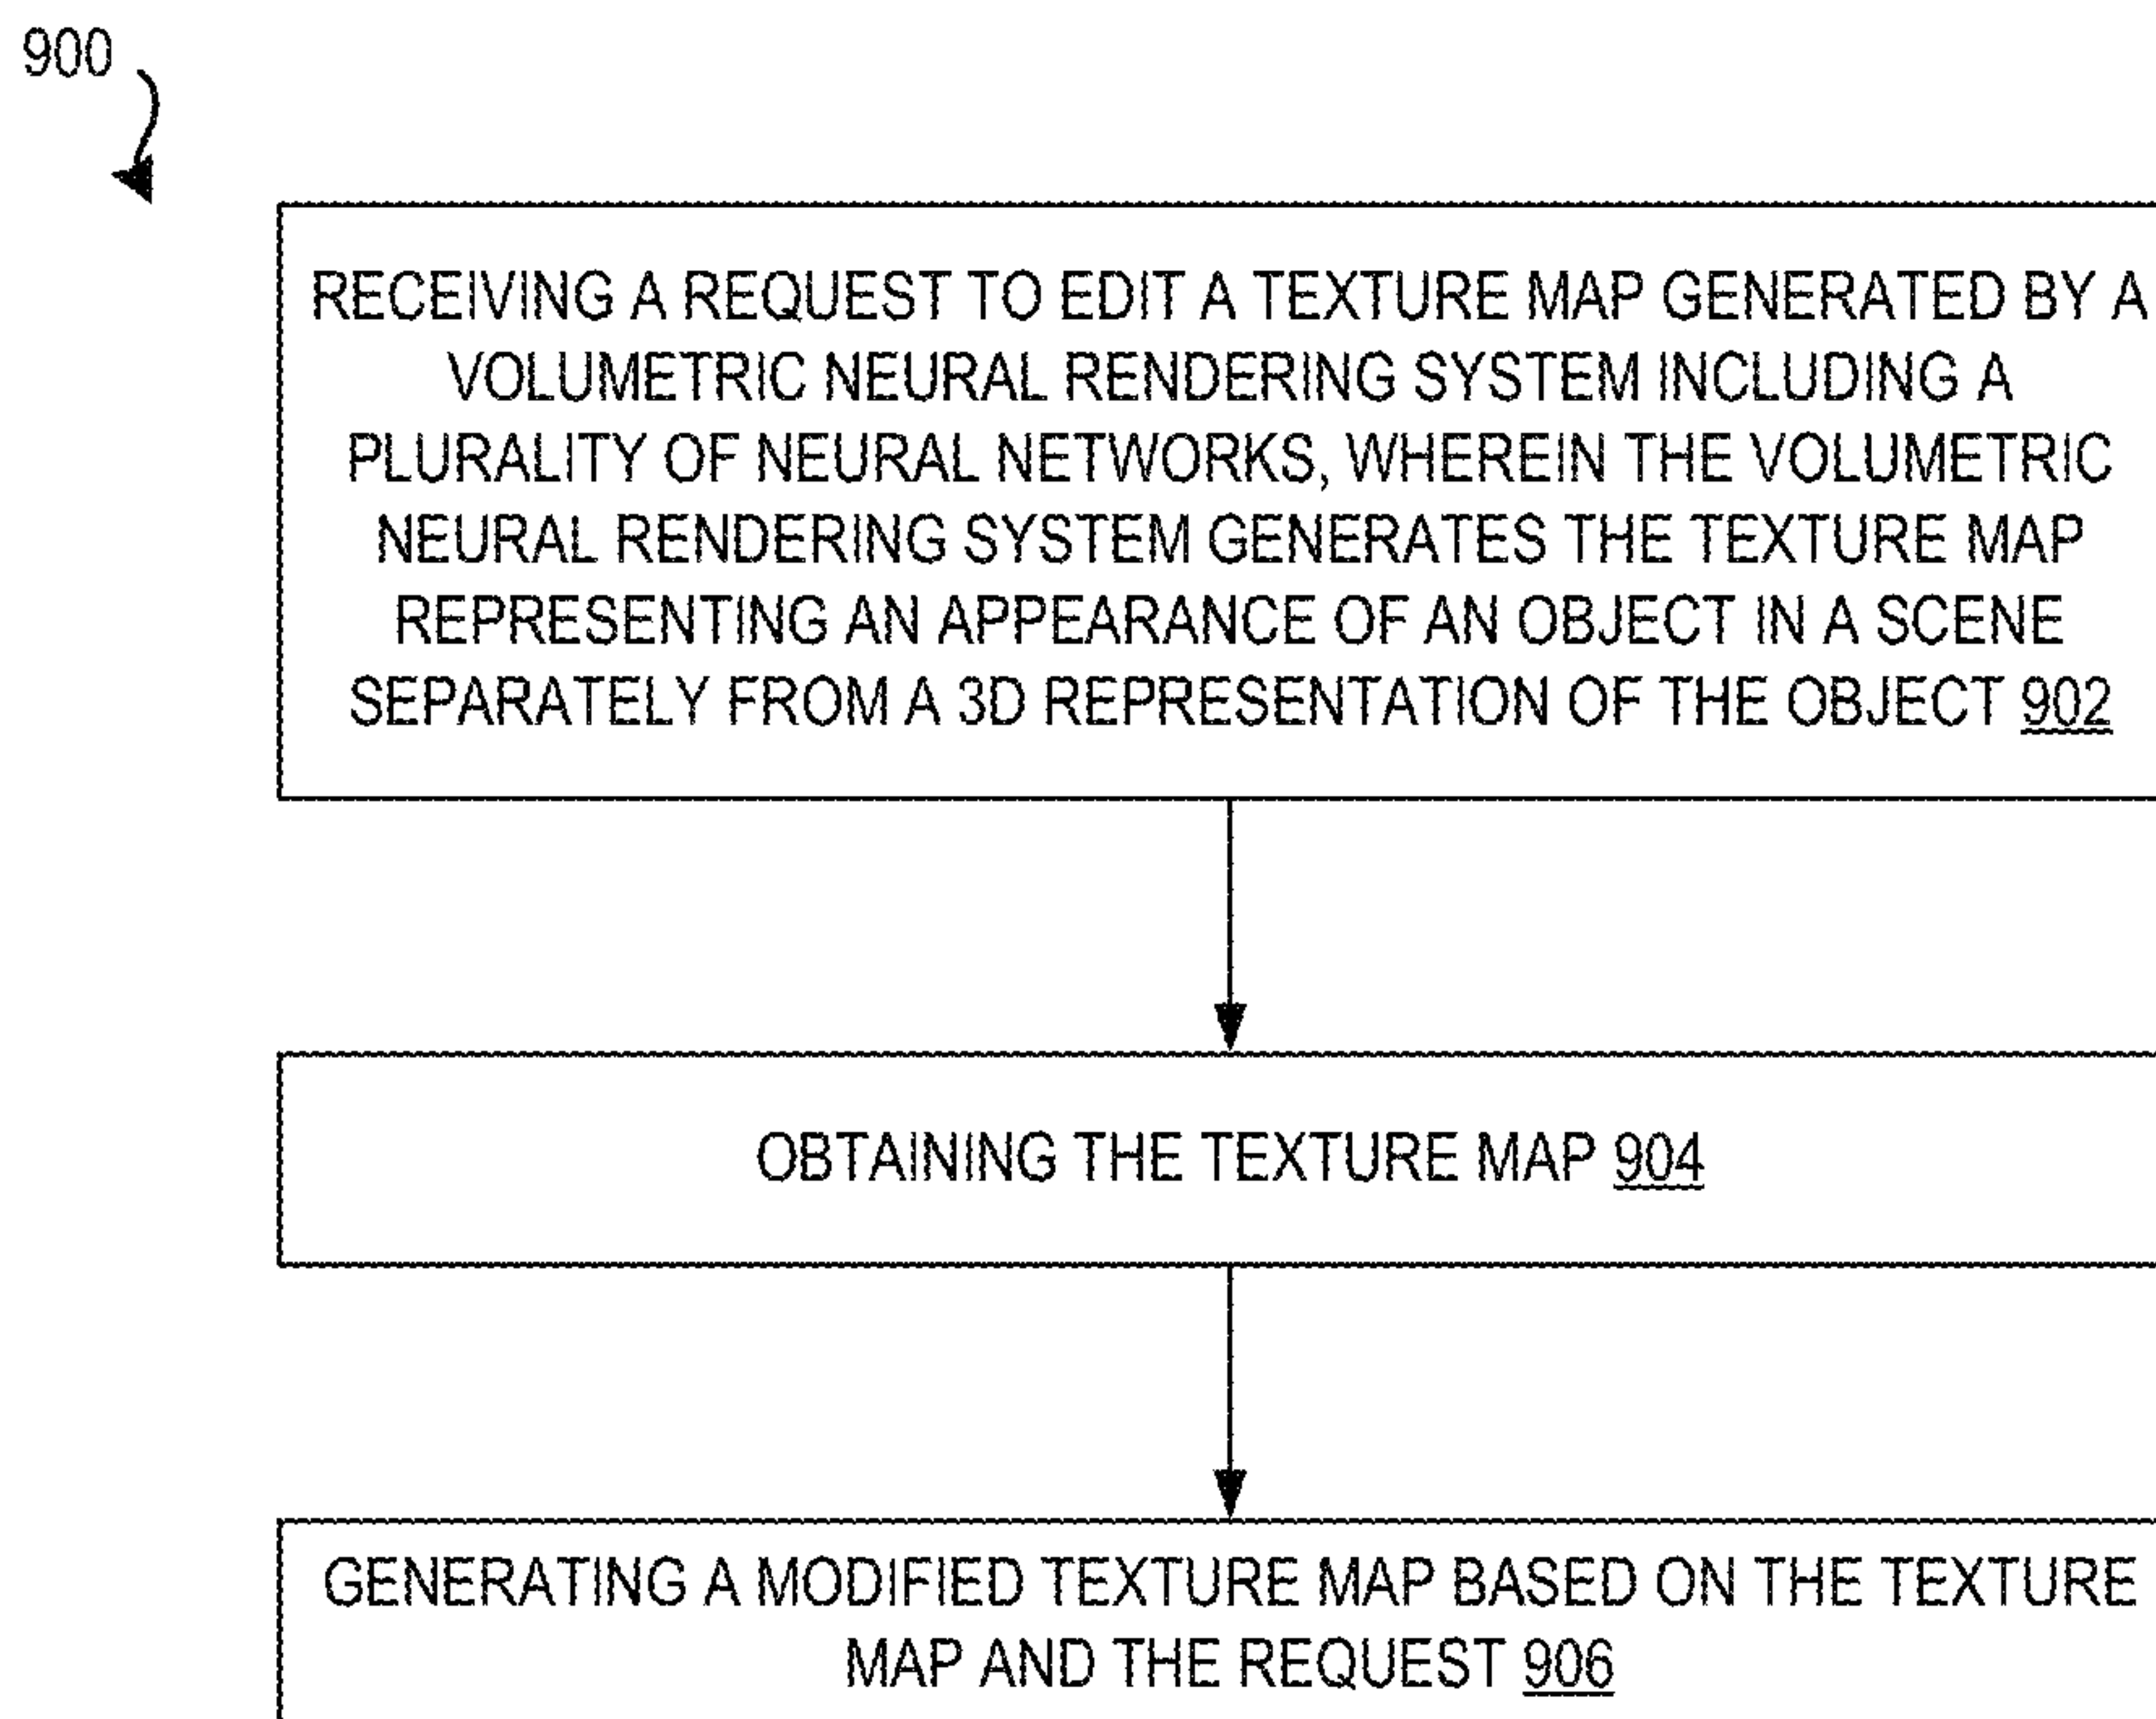 900
RECEIVING A REQUEST TO EDIT A TEXTURE MAP GENERATED BY A
VOLUMETRIC NEURAL RENDERING SYSTEM INCLUDING A
PLURALITY OF NEURAL NETWORKS, WHEREIN THE VOLUMETRIC
NEURAL RENDERING SYSTEM GENERATES THE TEXTURE MAP
REPRESENTING AN APPEARANCE OF AN OBJECT IN A SCENE
SEPARATELY FROM A 3D REPRESENTATION OF THE OBJECT 902
OBTAINING THE TEXTURE MAP 904
GENERATING A MODIFIED TEXTURE MAP BASED ON THE TEXTURE
MAP AND THE REQUEST 906